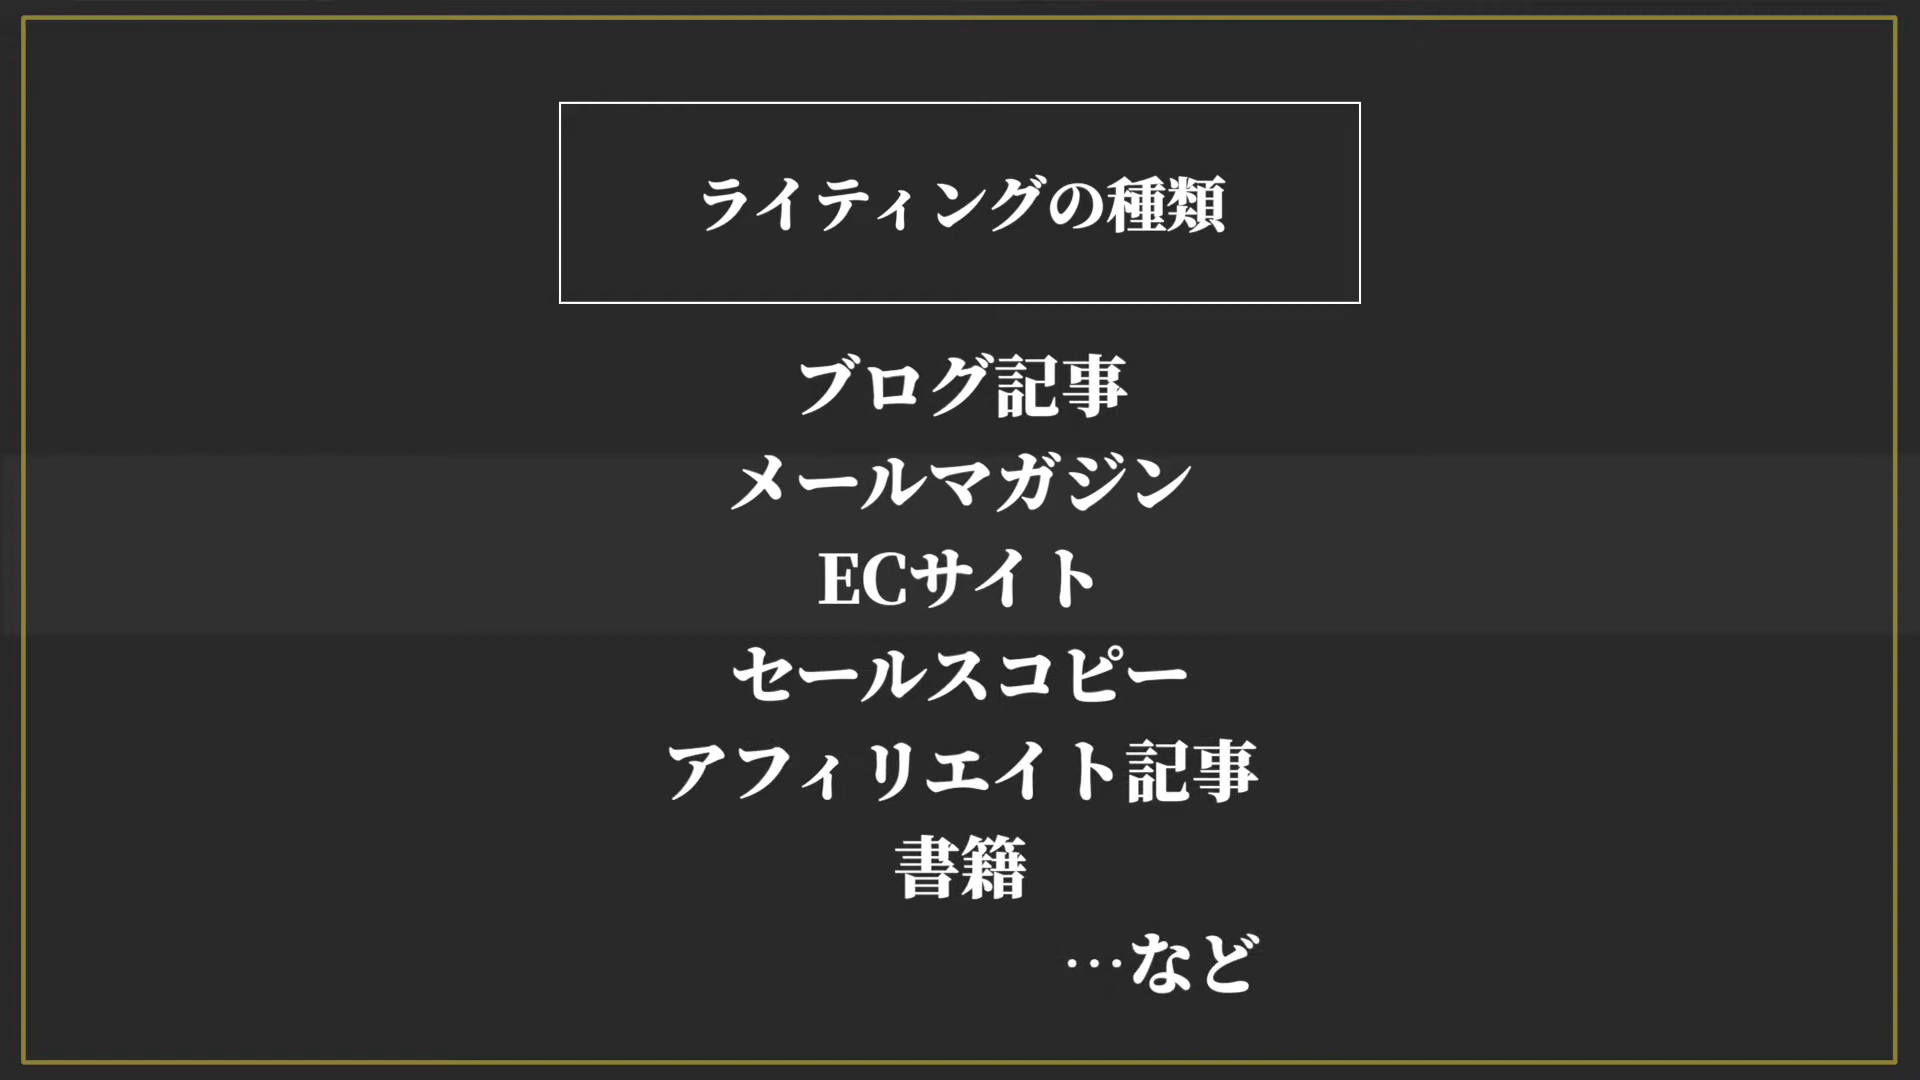 ライティングの種類
ブログ記事
メールマガジン
ECサイト
セールスコピー
アフィリエイト記事
書籍
…など